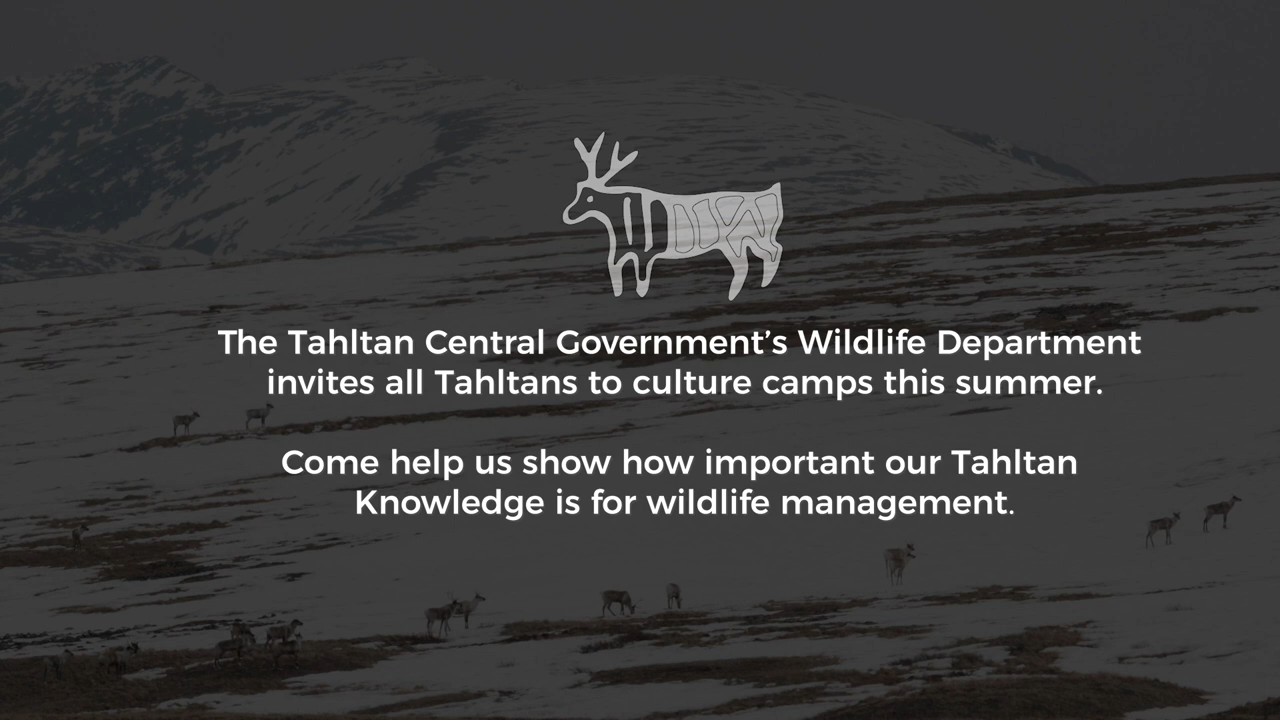 The Tahltan Central Government’s Wildlife Department
invites all Tahltans to culture camps this summer.
Come help us show how important our Tahltan
Knowledge is for wildlife management.